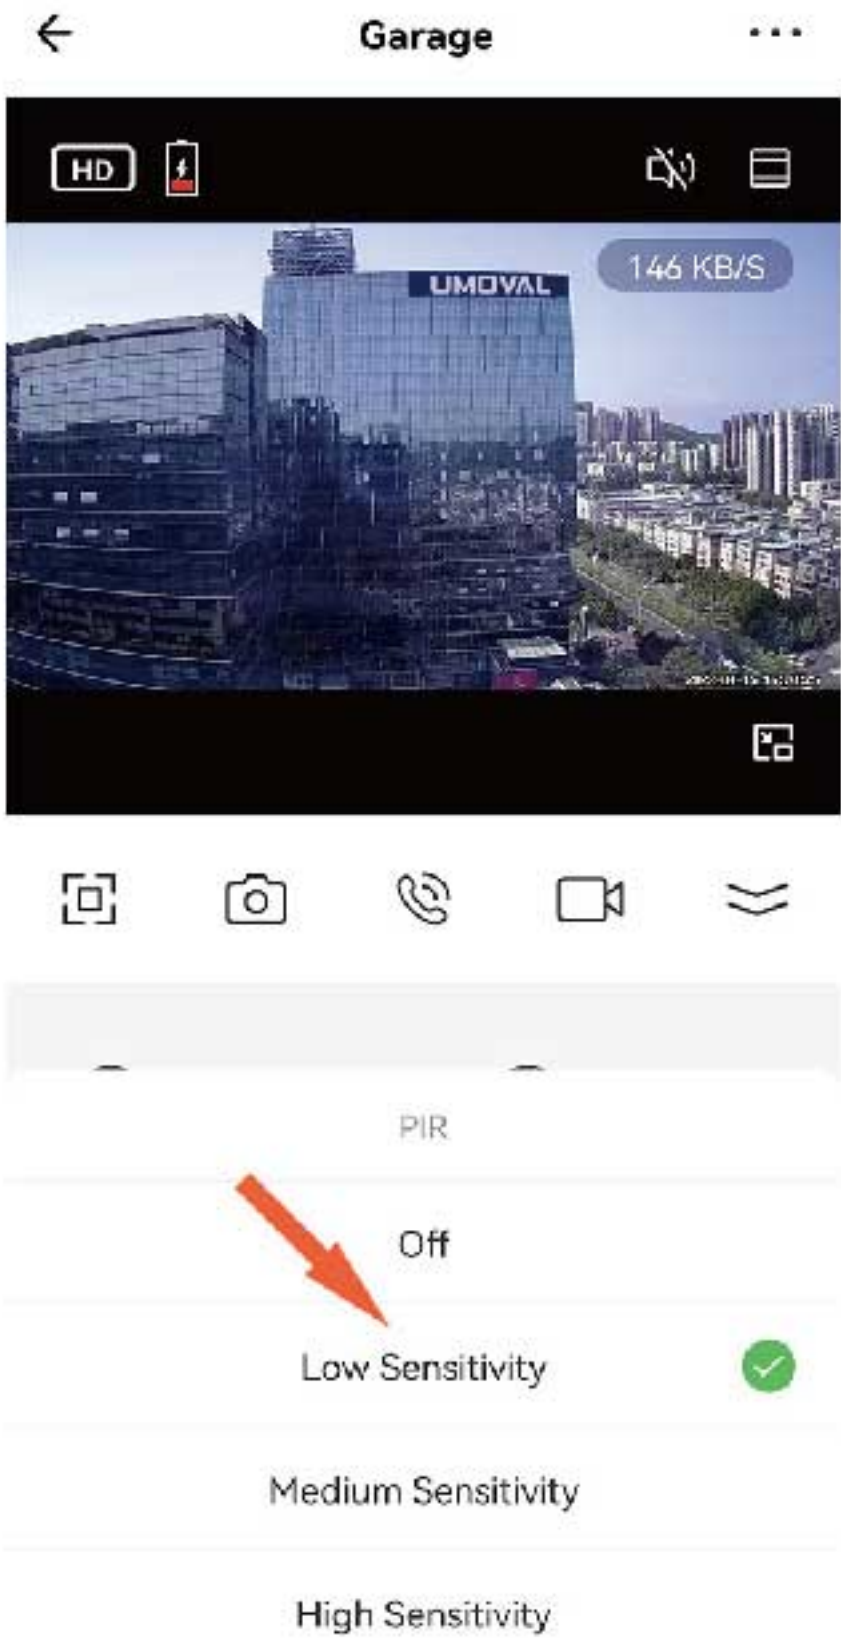 Garage
HD
146 KB/S
UMOVAL
PIR
Off
Low Sensitivity
Medium Sensitivity
High Sensitivity